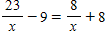 23/x − 9 = 8/x + 8